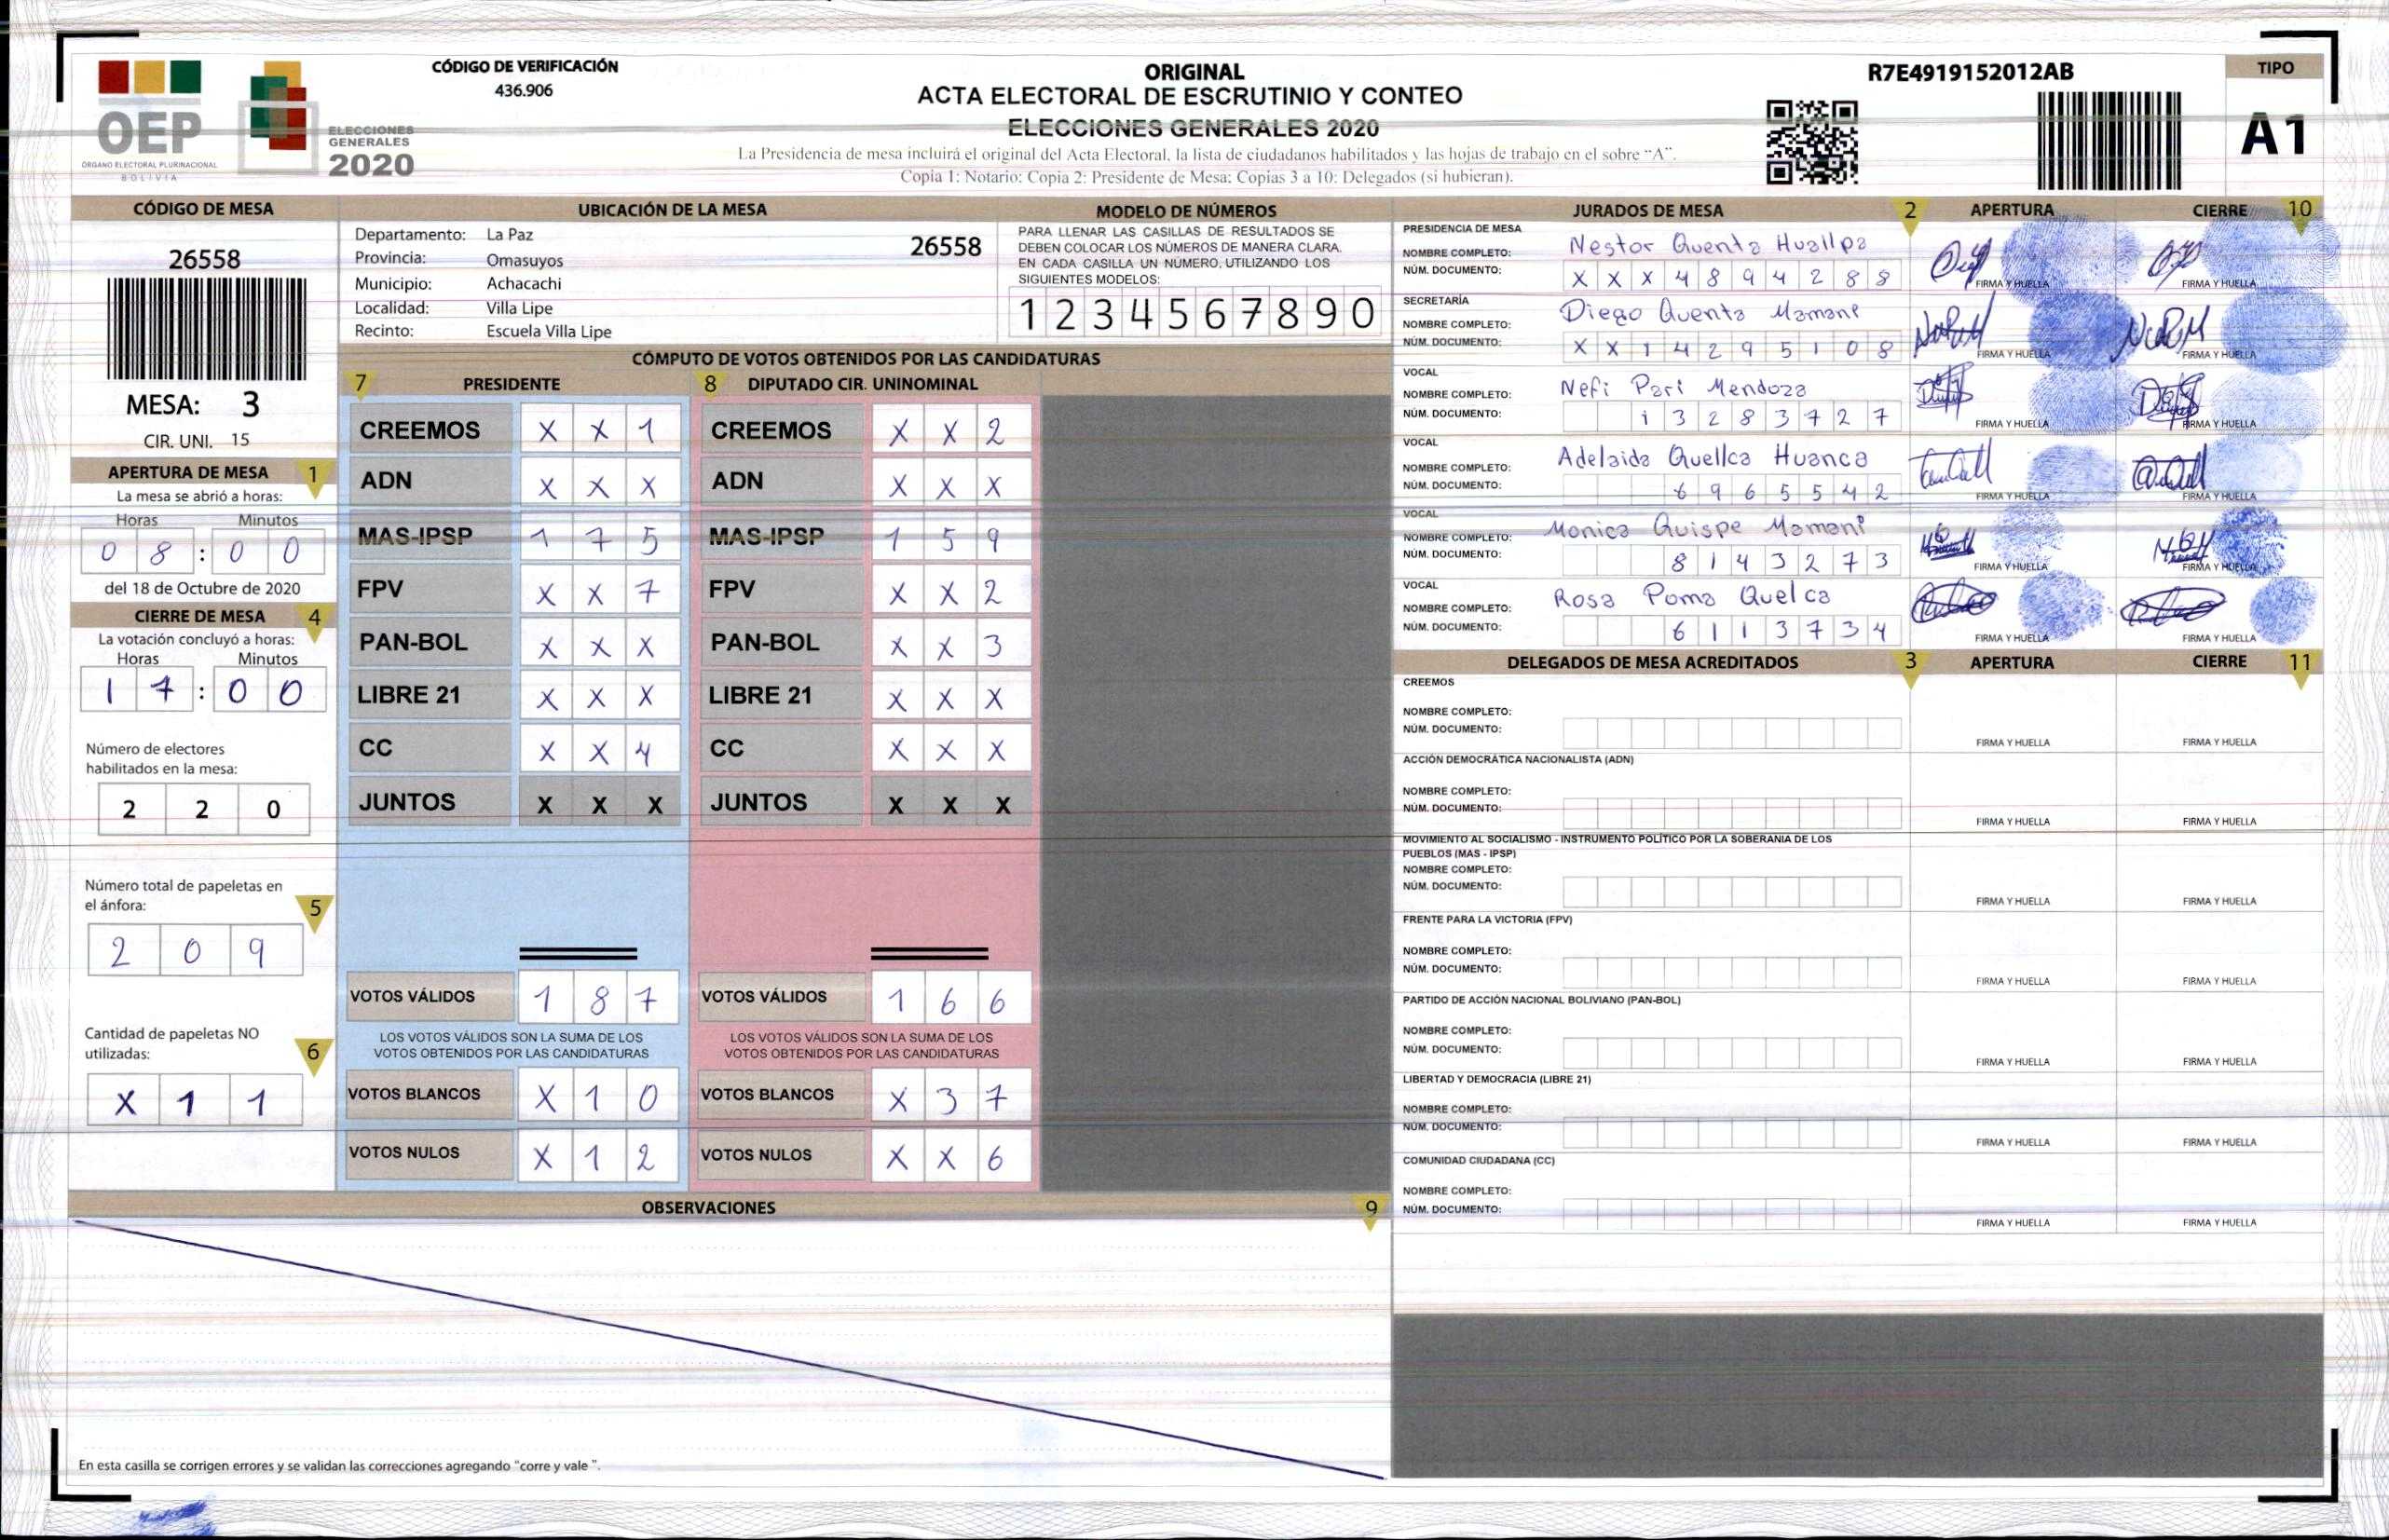 CÓDIGO DE VERIFICACIÓN
436.906
ORIGINAL
ACTA ELECTORAL DE ESCRUTINIO Y CONTEO
ELECCIONES GENERALES 2020
La Presidencia de mesa incluirá el original del Acta Electoral, la lista de ciudadanos habilitados y las hojas de trabajo en el sobre "A".
Copia 1: Notario; Copia 2: Presidente de Mesa; Copias 3 a 10: Delegados (si hubieran).
R7E4919152012AB
TIPO
A1
OEP
ÓRGANO ELECTORAL PLURINACIONAL
BOLIVIA
ELECCIONES
GENERALES
2020
CÓDIGO DE MESA
26558
MESA: 3
CIR. UNI. 15
APERTURA DE MESA 1
La mesa se abrió a horas:
Horas Minutos
0 8 : 0 0
del 18 de Octubre de 2020
CIERRE DE MESA 4
La votación concluyó a horas:
Horas Minutos
1 7 : 0 0
Número de electores
habilitados en la mesa:
2 2 0
Número total de papeletas en
el ánfora: 5
2 0 9
Cantidad de papeletas NO
utilizadas: 6
X 1 1
UBICACIÓN DE LA MESA
Departamento: La Paz
26558
Provincia: Omasuyos
Municipio: Achacachi
Localidad: Villa Lipe
Recinto: Escuela Villa Lipe
MODELO DE NÚMEROS
PARA LLENAR LAS CASILLAS DE RESULTADOS SE
DEBEN COLOCAR LOS NÚMEROS DE MANERA CLARA.
EN CADA CASILLA UN NÚMERO, UTILIZANDO LOS
SIGUIENTES MODELOS:
1 2 3 4 5 6 7 8 9 0
CÓMPUTO DE VOTOS OBTENIDOS POR LAS CANDIDATURAS
7 PRESIDENTE
CREEMOS X X 1
ADN X X X
MAS-IPSP 1 7 5
FPV X X 7
PAN-BOL X X X
LIBRE 21 X X X
CC X X 4
JUNTOS X X X
VOTOS VÁLIDOS 1 8 7
LOS VOTOS VÁLIDOS SON LA SUMA DE LOS
VOTOS OBTENIDOS POR LAS CANDIDATURAS
VOTOS BLANCOS X 1 0
VOTOS NULOS X 1 2
8 DIPUTADO CIR. UNINOMINAL
CREEMOS X X 2
ADN X X X
MAS-IPSP 1 5 9
FPV X X 2
PAN-BOL X X 3
LIBRE 21 X X X
CC X X X
JUNTOS X X X
VOTOS VÁLIDOS 1 6 6
LOS VOTOS VÁLIDOS SON LA SUMA DE LOS
VOTOS OBTENIDOS POR LAS CANDIDATURAS
VOTOS BLANCOS X 3 7
VOTOS NULOS X X 6
OBSERVACIONES 9
En esta casilla se corrigen errores y se validan las correcciones agregando "corre y vale ".
JURADOS DE MESA 2 APERTURA CIERRE 10
PRESIDENCIA DE MESA
NOMBRE COMPLETO: Nestor Quenta Huallpa
NÚM. DOCUMENTO: X X X 4 8 9 4 2 8 8
FIRMA Y HUELLA FIRMA Y HUELLA
SECRETARÍA
NOMBRE COMPLETO: Diego Quenta Mamani
NÚM. DOCUMENTO: X X 1 4 2 9 5 1 0 8
FIRMA Y HUELLA FIRMA Y HUELLA
VOCAL
NOMBRE COMPLETO: Nefi Pari Mendoza
NÚM. DOCUMENTO: 1 3 2 8 3 7 2 7
FIRMA Y HUELLA FIRMA Y HUELLA
VOCAL
NOMBRE COMPLETO: Adelaida Quellca Huanca
NÚM. DOCUMENTO: 6 9 6 5 5 4 2
FIRMA Y HUELLA FIRMA Y HUELLA
VOCAL
NOMBRE COMPLETO: Monica Quispe Mamani
NÚM. DOCUMENTO: 8 1 4 3 2 7 3
FIRMA Y HUELLA FIRMA Y HUELLA
VOCAL
NOMBRE COMPLETO: Rosa Poma Quelca
NÚM. DOCUMENTO: 6 1 1 3 7 3 4
FIRMA Y HUELLA FIRMA Y HUELLA
DELEGADOS DE MESA ACREDITADOS 3 APERTURA CIERRE 11
CREEMOS
NOMBRE COMPLETO:
NÚM. DOCUMENTO:
FIRMA Y HUELLA FIRMA Y HUELLA
ACCIÓN DEMOCRÁTICA NACIONALISTA (ADN)
NOMBRE COMPLETO:
NÚM. DOCUMENTO:
FIRMA Y HUELLA FIRMA Y HUELLA
MOVIMIENTO AL SOCIALISMO - INSTRUMENTO POLÍTICO POR LA SOBERANIA DE LOS
PUEBLOS (MAS - IPSP)
NOMBRE COMPLETO:
NÚM. DOCUMENTO:
FIRMA Y HUELLA FIRMA Y HUELLA
FRENTE PARA LA VICTORIA (FPV)
NOMBRE COMPLETO:
NÚM. DOCUMENTO:
FIRMA Y HUELLA FIRMA Y HUELLA
PARTIDO DE ACCIÓN NACIONAL BOLIVIANO (PAN-BOL)
NOMBRE COMPLETO:
NÚM. DOCUMENTO:
FIRMA Y HUELLA FIRMA Y HUELLA
LIBERTAD Y DEMOCRACIA (LIBRE 21)
NOMBRE COMPLETO:
NÚM. DOCUMENTO:
FIRMA Y HUELLA FIRMA Y HUELLA
COMUNIDAD CIUDADANA (CC)
NOMBRE COMPLETO:
NÚM. DOCUMENTO:
FIRMA Y HUELLA FIRMA Y HUELLA